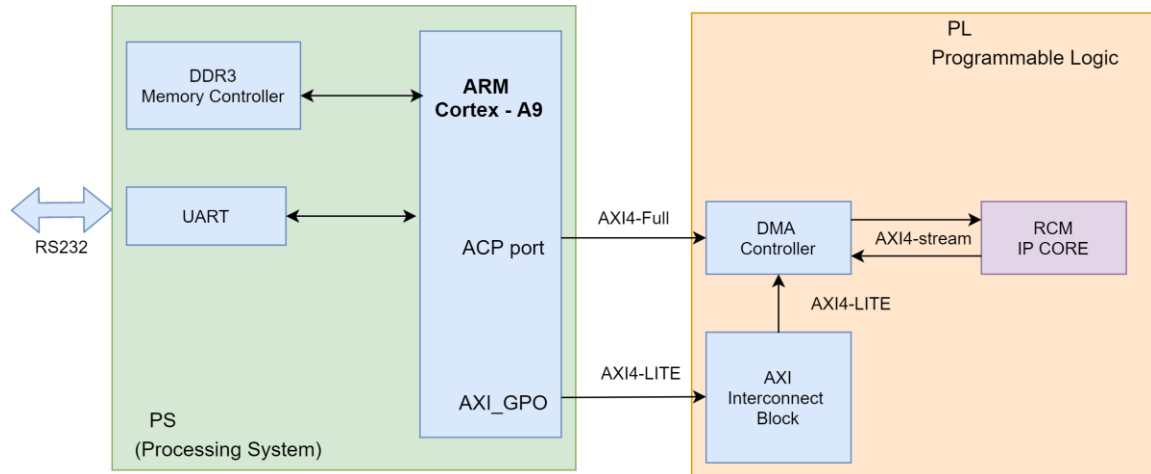 PL
Programmable Logic
DDR3
Memory Controller
ARM
Cortex - A9
UART
RS232
ACP port
AXI4-Full
DMA
Controller
AXI4-stream
RCM
IP CORE
AXI4-LITE
AXI4-LITE
AXI_GPO
AXI
Interconnect
Block
PS
(Processing System)